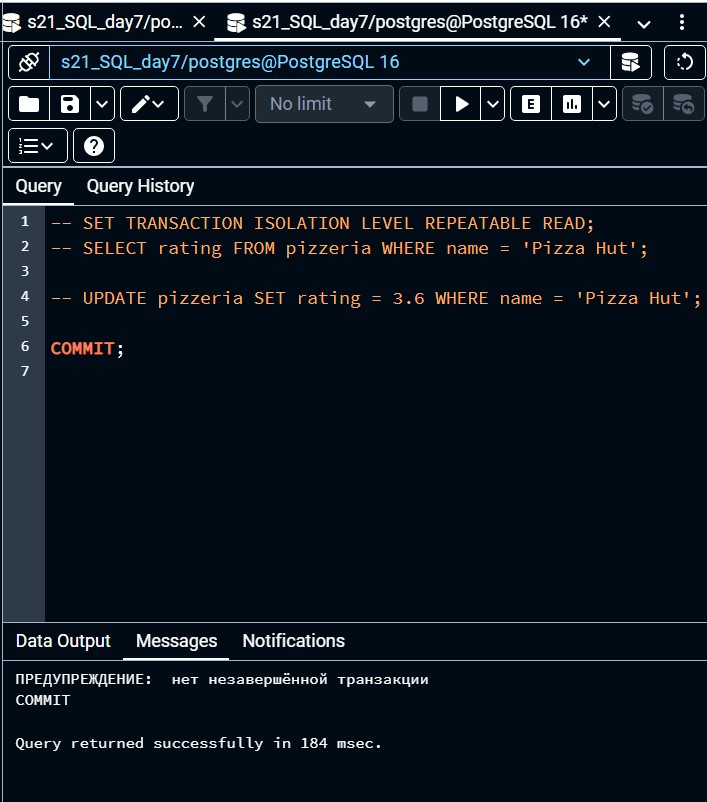 s21_SQL_day7/po... s21_SQL_day7/postgres@PostgreSQL 16*
s21_SQL_day7/postgres@PostgreSQL 16
No limit
E
Query Query History
1 -- SET TRANSACTION ISOLATION LEVEL REPEATABLE READ;
2 -- SELECT rating FROM pizzeria WHERE name = 'Pizza Hut';
3
4 -- UPDATE pizzeria SET rating = 3.6 WHERE name = 'Pizza Hut';
5
6 COMMIT;
7
Data Output Messages Notifications
ПРЕДУПРЕЖДЕНИЕ: нет незавершённой транзакции
COMMIT
Query returned successfully in 184 msec.